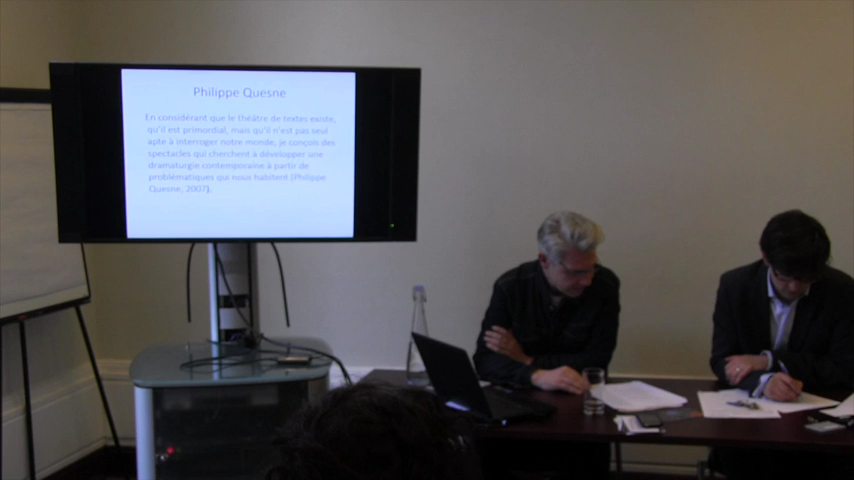 Philippe Quesne
En considérant que le théâtre de textes existe,
qu'il est primordial, mais qu'il n'est pas seul
apte à interroger notre monde, je conçois des
spectacles qui cherchent à développer une
dramaturgie contemporaine à partir de
problématiques qui nous habitent (Philippe
Quesne, 2007).